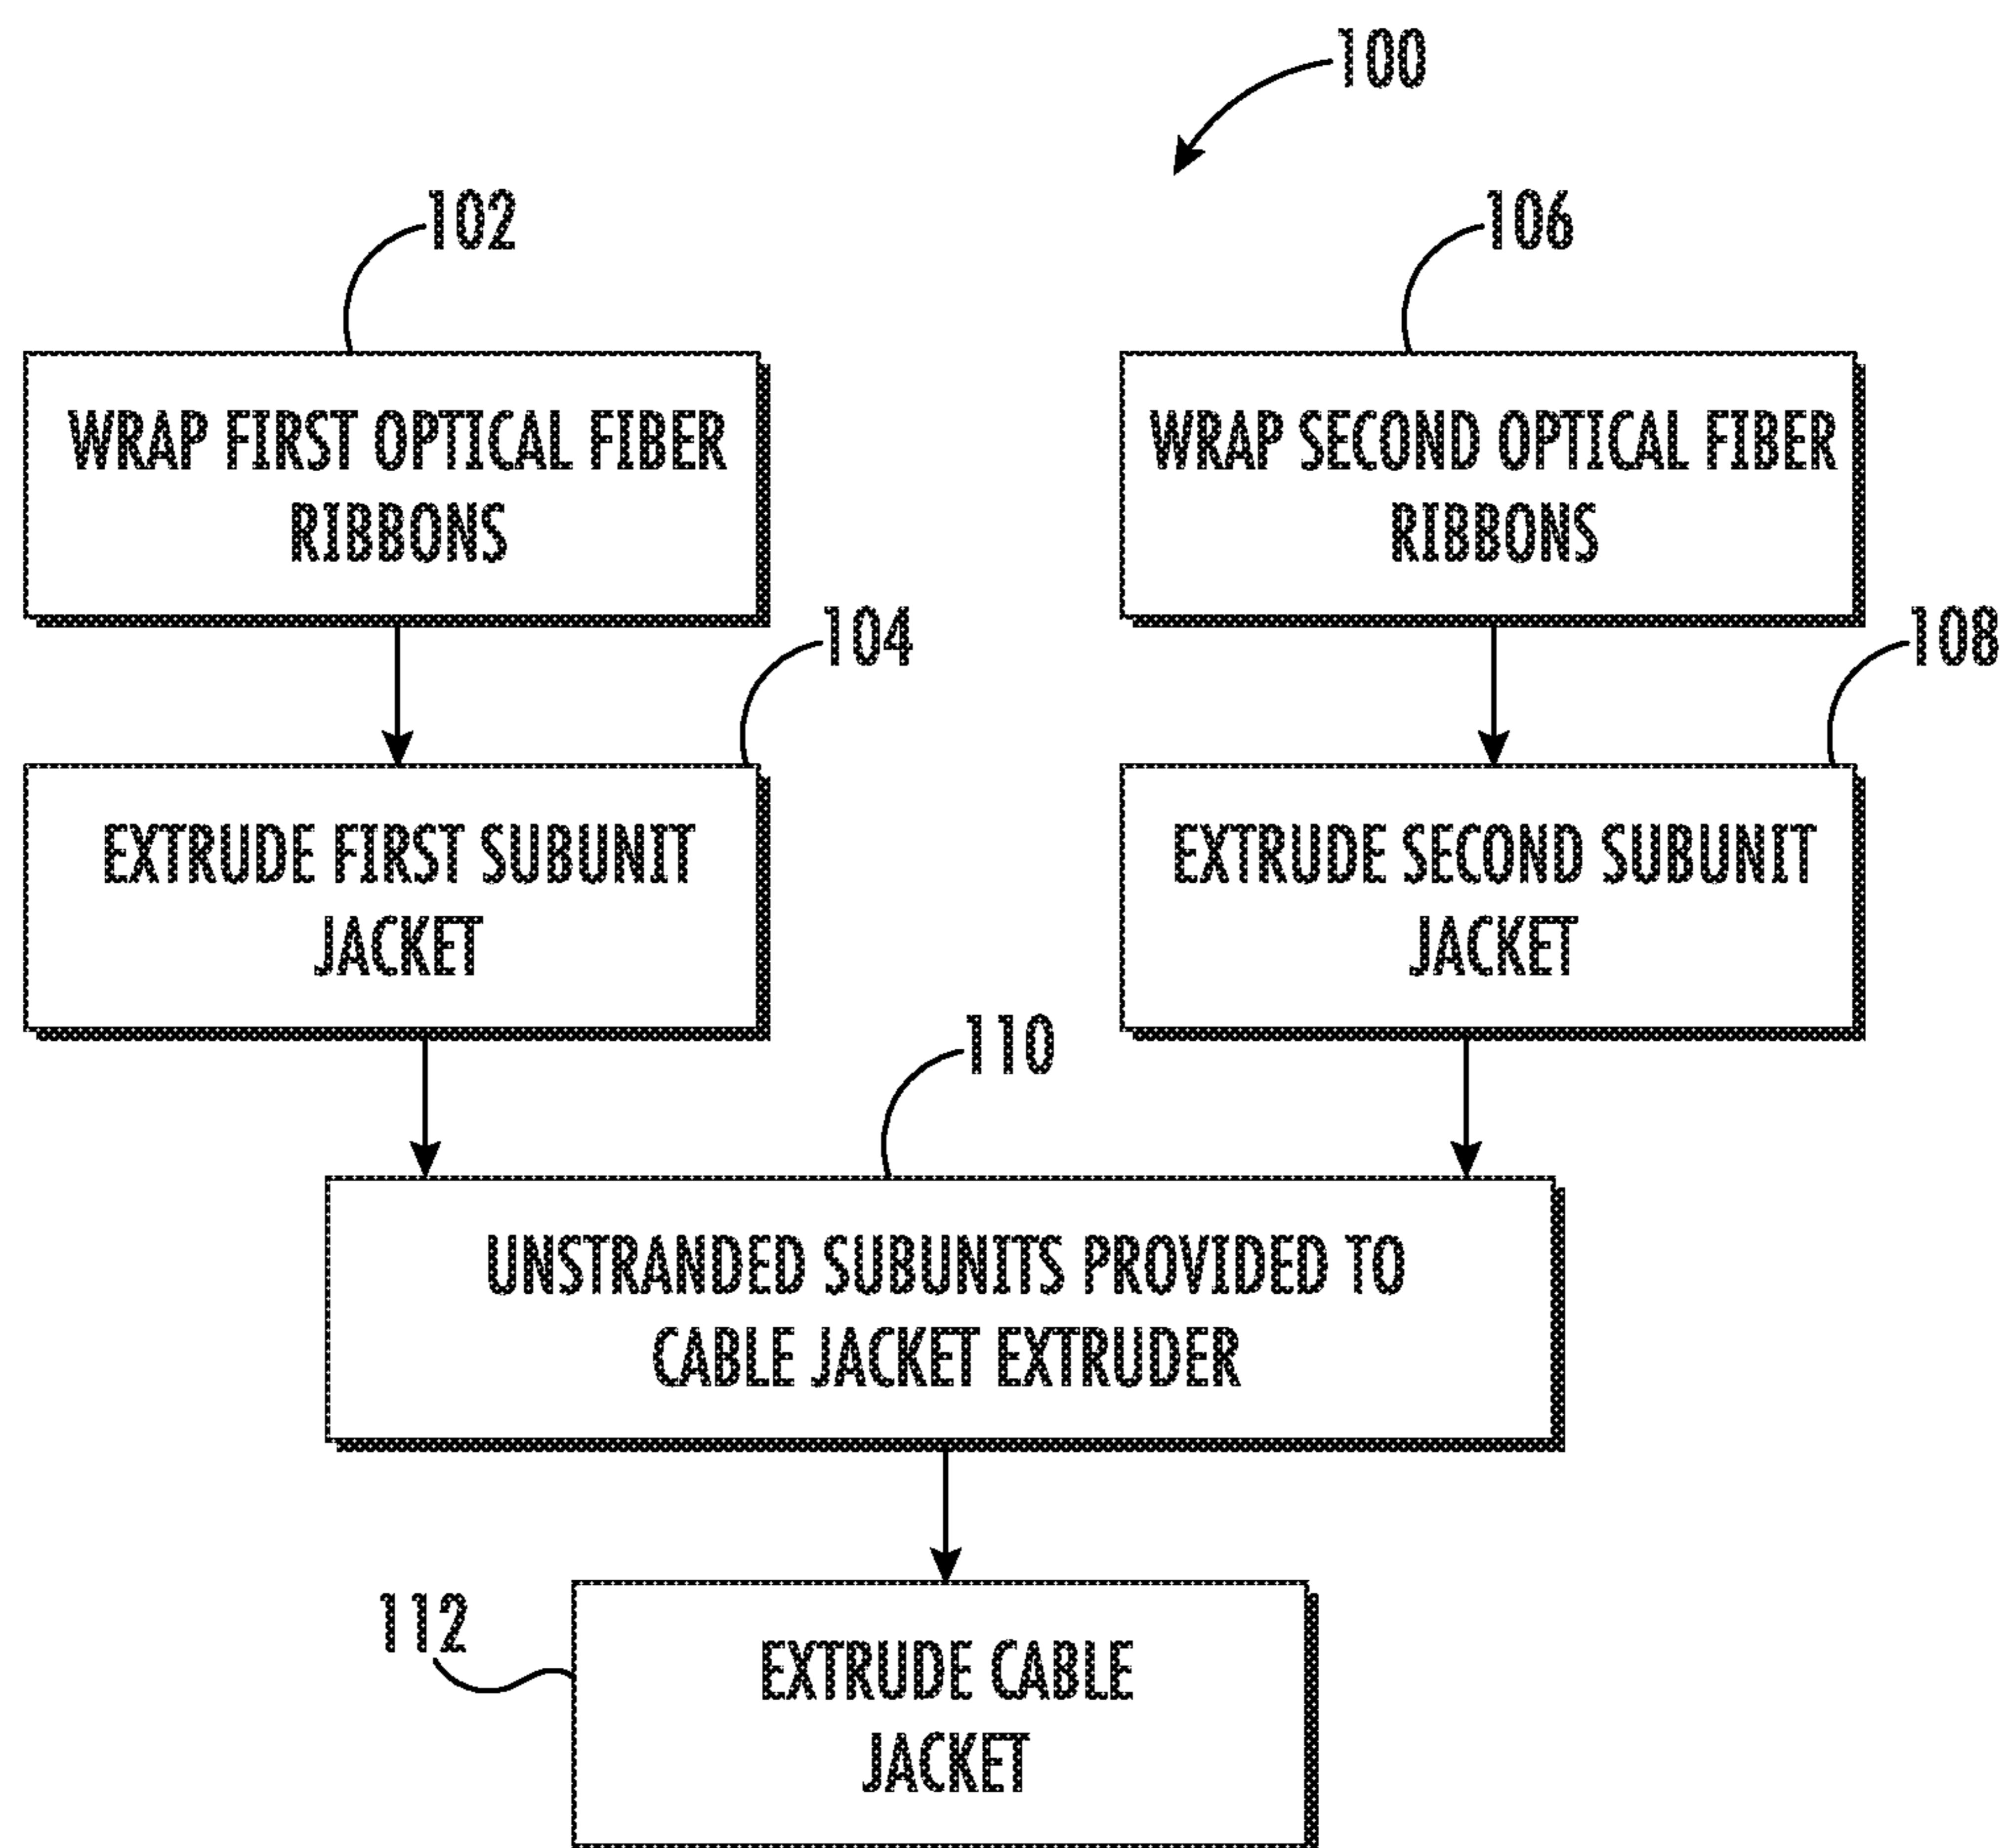 100
102
106
WRAP FIRST OPTICAL FIBER
RIBBONS
WRAP SECOND OPTICAL FIBER
RIBBONS
104
108
EXTRUDE FIRST SUBUNIT
JACKET
EXTRUDE SECOND SUBUNIT
JACKET
110
UNSTRANDED SUBUNITS PROVIDED TO
CABLE JACKET EXTRUDER
112
EXTRUDE CABLE
JACKET